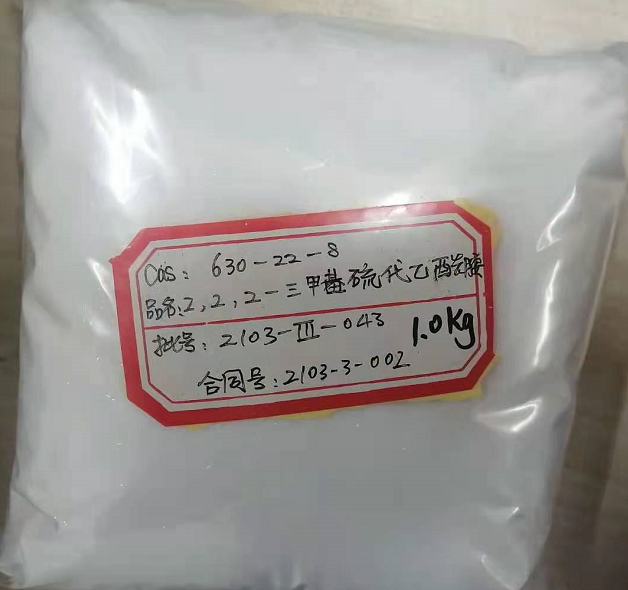 Cas: 630-22-8
品名:2,2,2-三甲基硫代乙酰胺
批号:2103-III-043
1.0Kg
合同号:2103-3-002